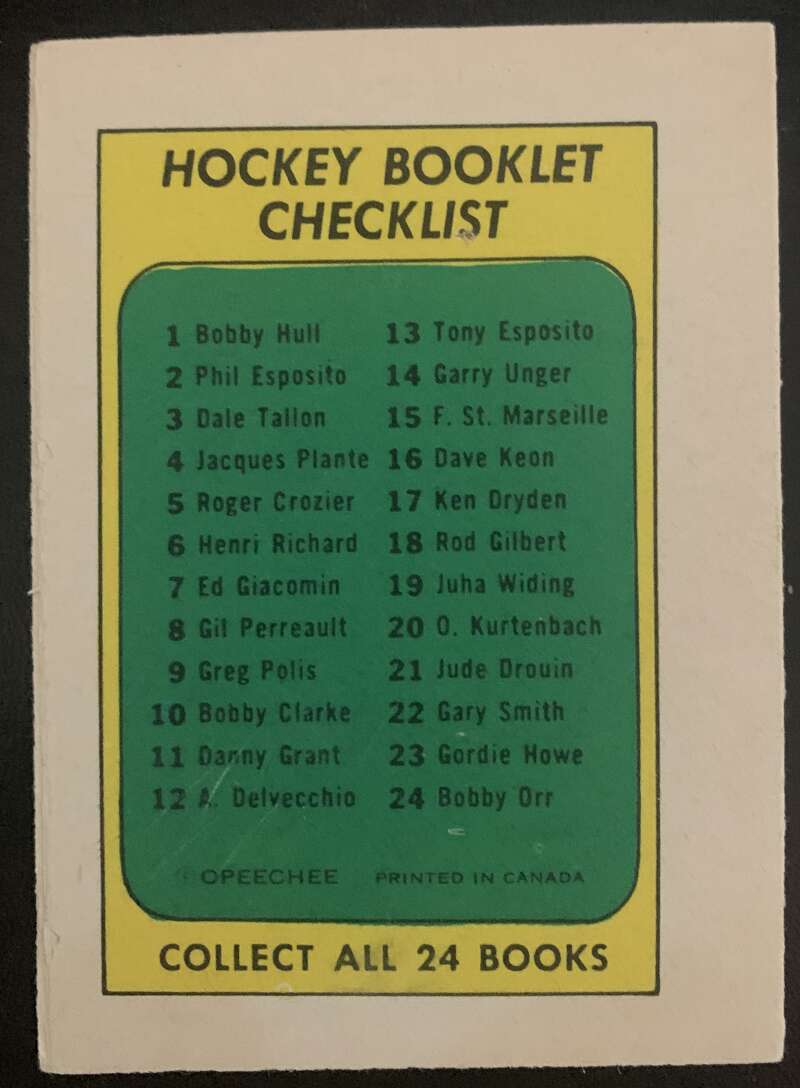 HOCKEY BOOKLET
CHECKLIST
1 Bobby Hull
2 Phil Esposito
3 Dale Tallon
4 Jacques Plante
5 Roger Crozier
6 Henri Richard
7 Ed Giacomin
8 Gil Perreault
9 Greg Polis
10 Bobby Clarke
11 Danny Grant
12 A. Delvecchio
13 Tony Esposito
14 Garry Unger
15 F. St. Marseille
16 Dave Keon
17 Ken Dryden
18 Rod Gilbert
19 Juha Widing
20 O. Kurtenbach
21 Jude Drouin
22 Gary Smith
23 Gordie Howe
24 Bobby Orr
© OPEECHEE PRINTED IN CANADA
COLLECT ALL 24 BOOKS